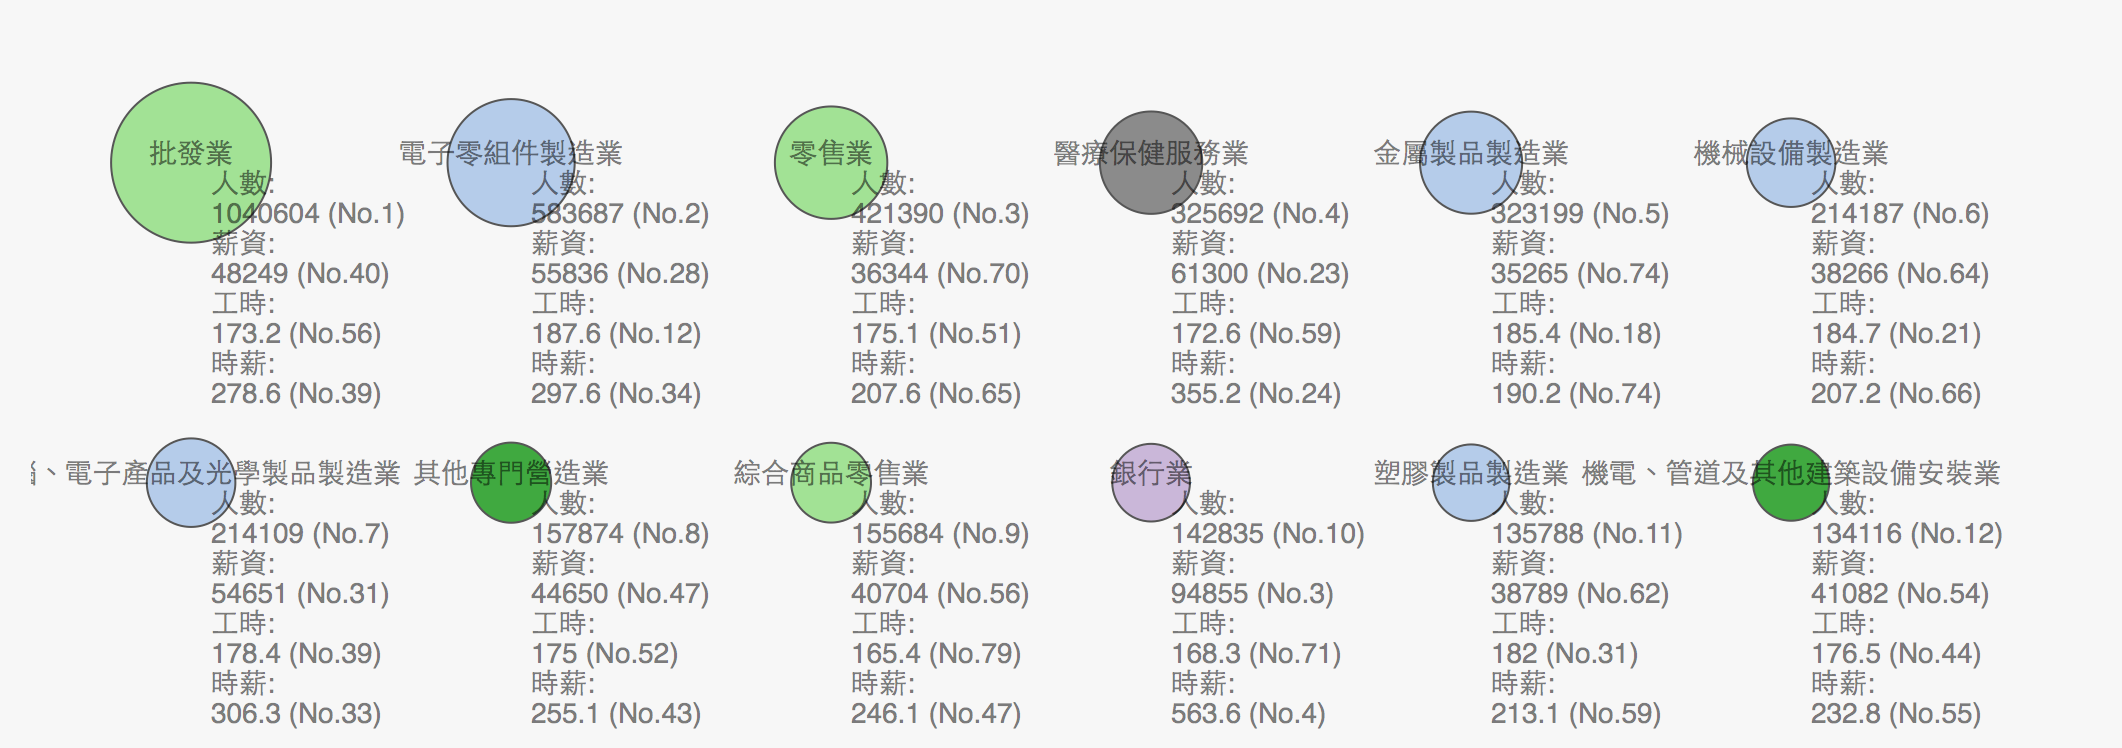 批發業
人數:
1040604 (No.1)
薪資:
48249 (No.40)
工時:
173.2 (No.56)
時薪:
278.6 (No.39)
電子零組件製造業
人數:
583687 (No.2)
薪資:
55836 (No.28)
工時:
187.6 (No.12)
時薪:
297.6 (No.34)
零售業
人數:
421390 (No.3)
薪資:
36344 (No.70)
工時:
175.1 (No.51)
時薪:
207.6 (No.65)
醫療保健服務業
人數:
325692 (No.4)
薪資:
61300 (No.23)
工時:
172.6 (No.59)
時薪:
355.2 (No.24)
金屬製品製造業
人數:
323199 (No.5)
薪資:
35265 (No.74)
工時:
185.4 (No.18)
時薪:
190.2 (No.74)
機械設備製造業
人數:
214187 (No.6)
薪資:
38266 (No.64)
工時:
184.7 (No.21)
時薪:
207.2 (No.66)
、電子產品及光學製品製造業
人數:
214109 (No.7)
薪資:
54651 (No.31)
工時:
178.4 (No.39)
時薪:
306.3 (No.33)
其他專門營造業
人數:
157874 (No.8)
薪資:
44650 (No.47)
工時:
175 (No.52)
時薪:
255.1 (No.43)
綜合商品零售業
人數:
155684 (No.9)
薪資:
40704 (No.56)
工時:
165.4 (No.79)
時薪:
246.1 (No.47)
銀行業
人數:
142835 (No.10)
薪資:
94855 (No.3)
工時:
168.3 (No.71)
時薪:
563.6 (No.4)
塑膠製品製造業
人數:
135788 (No.11)
薪資:
38789 (No.62)
工時:
182 (No.31)
時薪:
213.1 (No.59)
機電、管道及其他建築設備安裝業
人數:
134116 (No.12)
薪資:
41082 (No.54)
工時:
176.5 (No.44)
時薪:
232.8 (No.55)